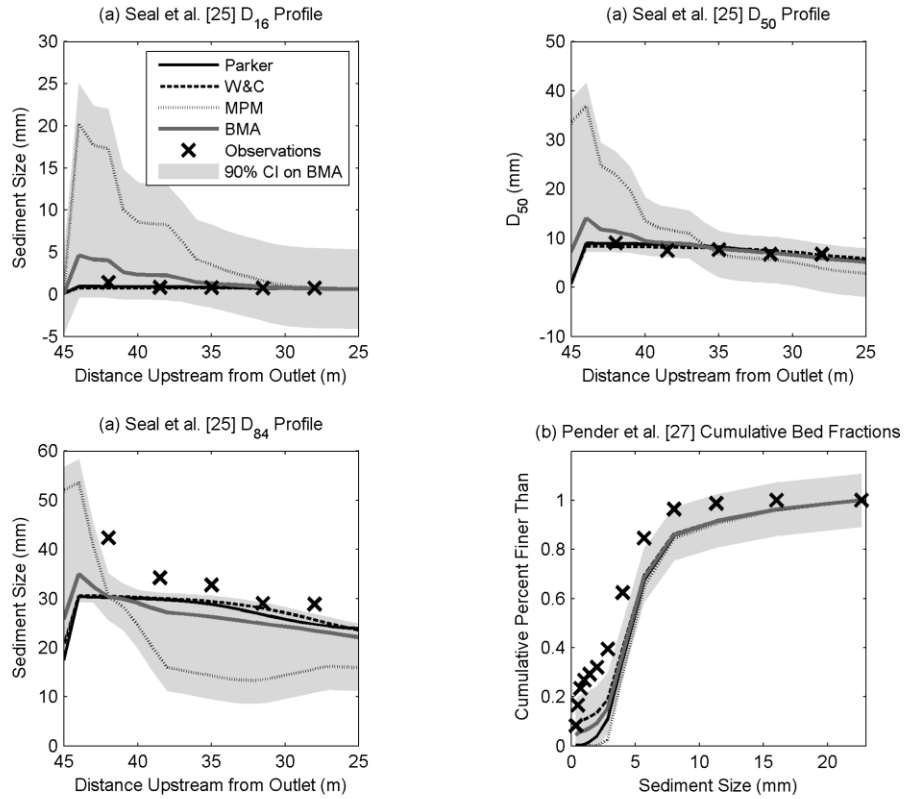 (a) Seal et al. [25] D16 Profile
30
25
20
15
10
5
0
-5
Sediment Size (mm)
Parker
W&C
MPM
BMA
Observations
90% CI on BMA
45 40 35 30 25
Distance Upstream from Outlet (m)
(a) Seal et al. [25] D50 Profile
50
40
30
20
10
0
-10
D50 (mm)
45 40 35 30 25
Distance Upstream from Outlet (m)
(a) Seal et al. [25] D84 Profile
60
50
40
30
20
10
0
Sediment Size (mm)
45 40 35 30 25
Distance Upstream from Outlet (m)
(b) Pender et al. [27] Cumulative Bed Fractions
1
0.8
0.6
0.4
0.2
0
Cumulative Percent Finer Than
0 5 10 15 20
Sediment Size (mm)